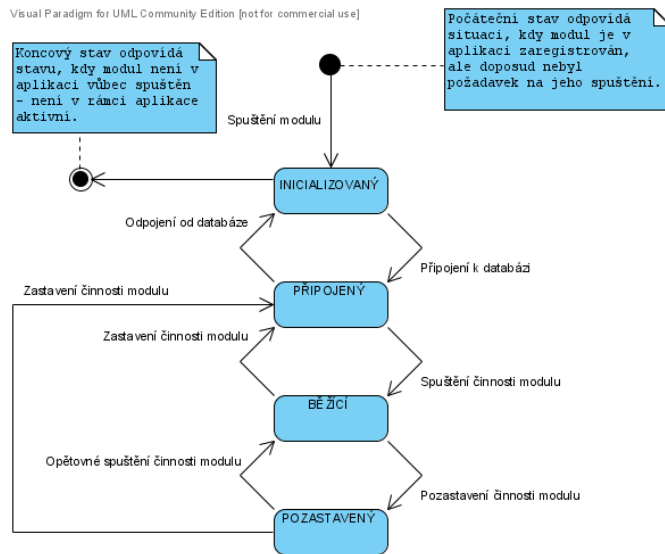 Visual Paradigm for UML Community Edition [not for commercial use]
Koncový stav odpovídá
stavu, kdy modul není v
aplikaci vůbec spuštěn
- není v rámci aplikace
aktivní.
Počáteční stav odpovídá
situaci, kdy modul je v
aplikaci zaregistrován,
ale doposud nebyl
požadavek na jeho spuštění.
Spuštění modulu
INICIALIZOVANÝ
Odpojení od databáze
Připojení k databázi
Zastavení činnosti modulu
PŘIPOJENÝ
Zastavení činnosti modulu
Spuštění činnosti modulu
BĚŽÍCÍ
Opětovné spuštění činnosti modulu
Pozastavení činnosti modulu
POZASTAVENÝ